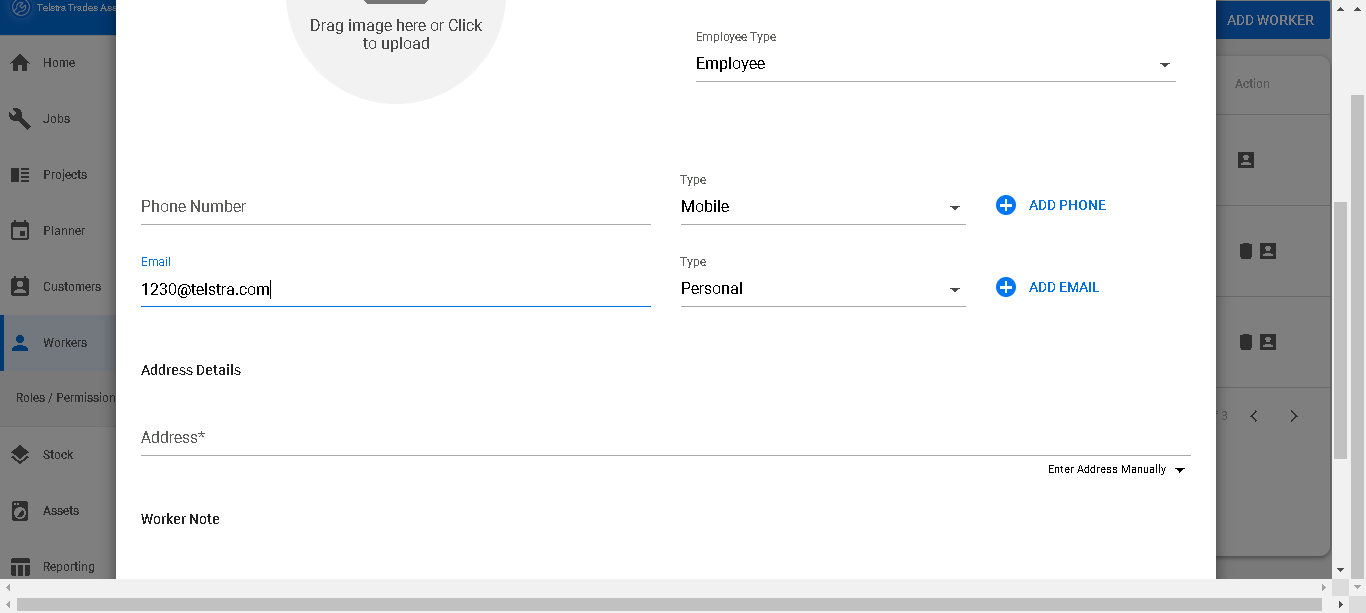 Telstra Trades Ass
Home
Jobs
Projects
Planner
Customers
Workers
Roles / Permission
Stock
Assets
Reporting
Drag image here or Click
to upload
Employee Type
Employee
Phone Number
Type
Mobile
ADD PHONE
Email
1230@telstra.com
Type
Personal
ADD EMAIL
Address Details
Address*
Enter Address Manually
Worker Note
ADD WORKER
Action
3